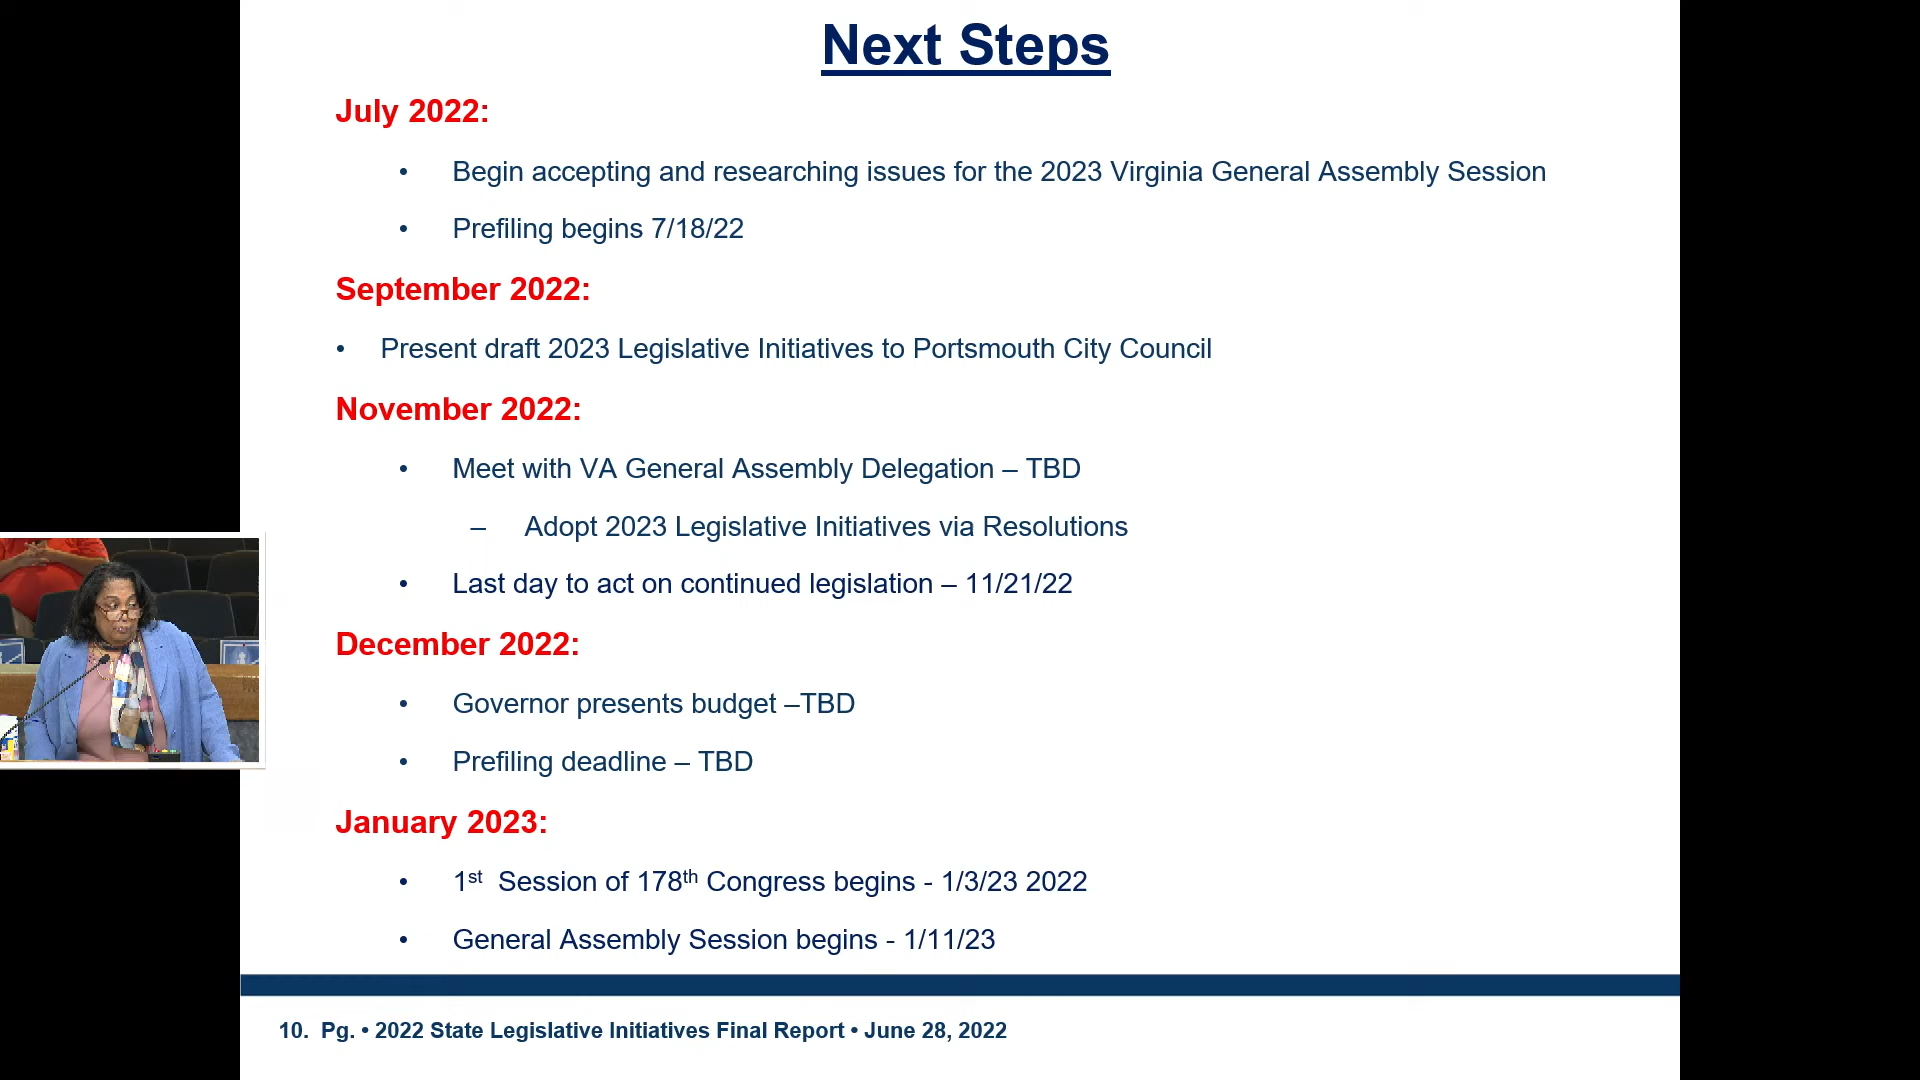 Next Steps
July 2022:
• Begin accepting and researching issues for the 2023 Virginia General Assembly Session
• Prefiling begins 7/18/22
September 2022:
• Present draft 2023 Legislative Initiatives to Portsmouth City Council
November 2022:
• Meet with VA General Assembly Delegation – TBD
– Adopt 2023 Legislative Initiatives via Resolutions
• Last day to act on continued legislation – 11/21/22
December 2022:
• Governor presents budget –TBD
• Prefiling deadline – TBD
January 2023:
• 1st Session of 178th Congress begins - 1/3/23 2022
• General Assembly Session begins - 1/11/23
10. Pg. • 2022 State Legislative Initiatives Final Report • June 28, 2022